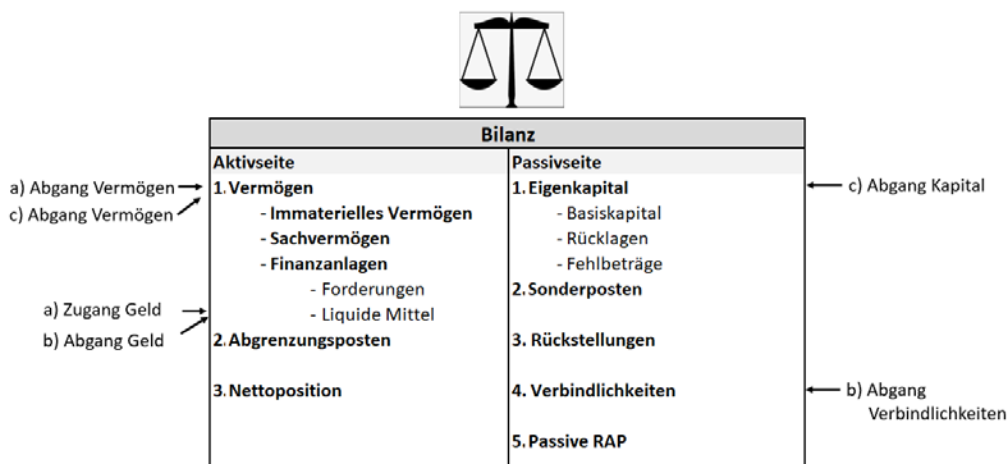 Bilanz
Aktivseite
Passivseite
a) Abgang Vermögen
1. Vermögen
1. Eigenkapital
c) Abgang Kapital
c) Abgang Vermögen
- Immaterielles Vermögen
- Basiskapital
- Sachvermögen
- Rücklagen
- Finanzanlagen
- Fehlbeträge
- Forderungen
2. Sonderposten
a) Zugang Geld
- Liquide Mittel
b) Abgang Geld
2. Abgrenzungsposten
3. Rückstellungen
3. Nettoposition
4. Verbindlichkeiten
b) Abgang
Verbindlichkeiten
5. Passive RAP